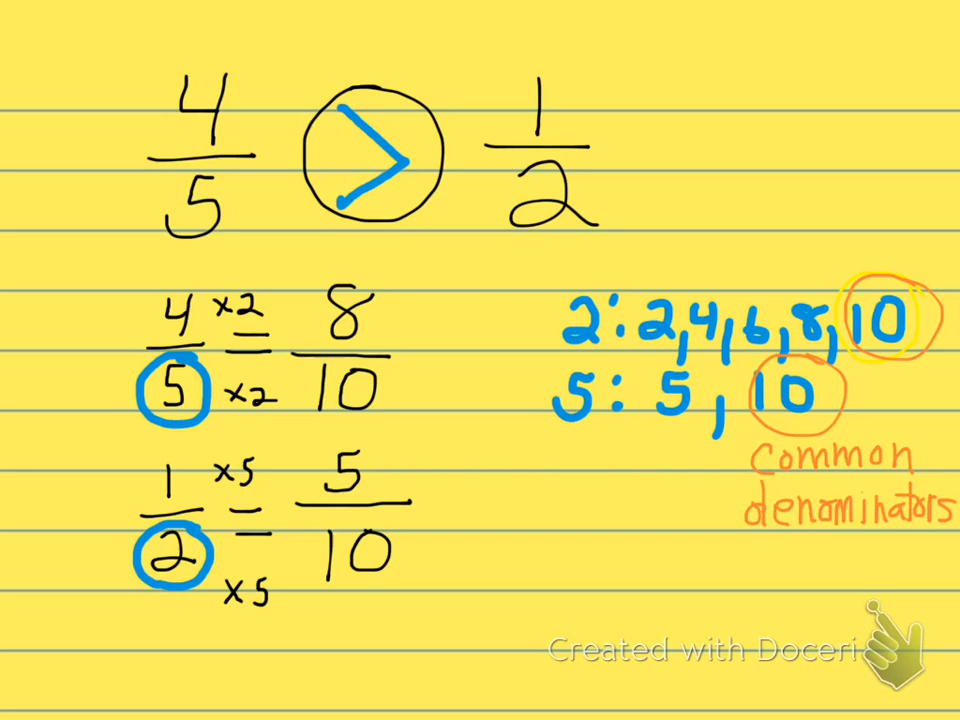 4/5 > 1/2
4/5 ×2 = ×2 8/10
2: 2, 4, 6, 8, 10
5: 5, 10
common
denominators
1/2 ×5 = ×5 5/10
Created with Doceri